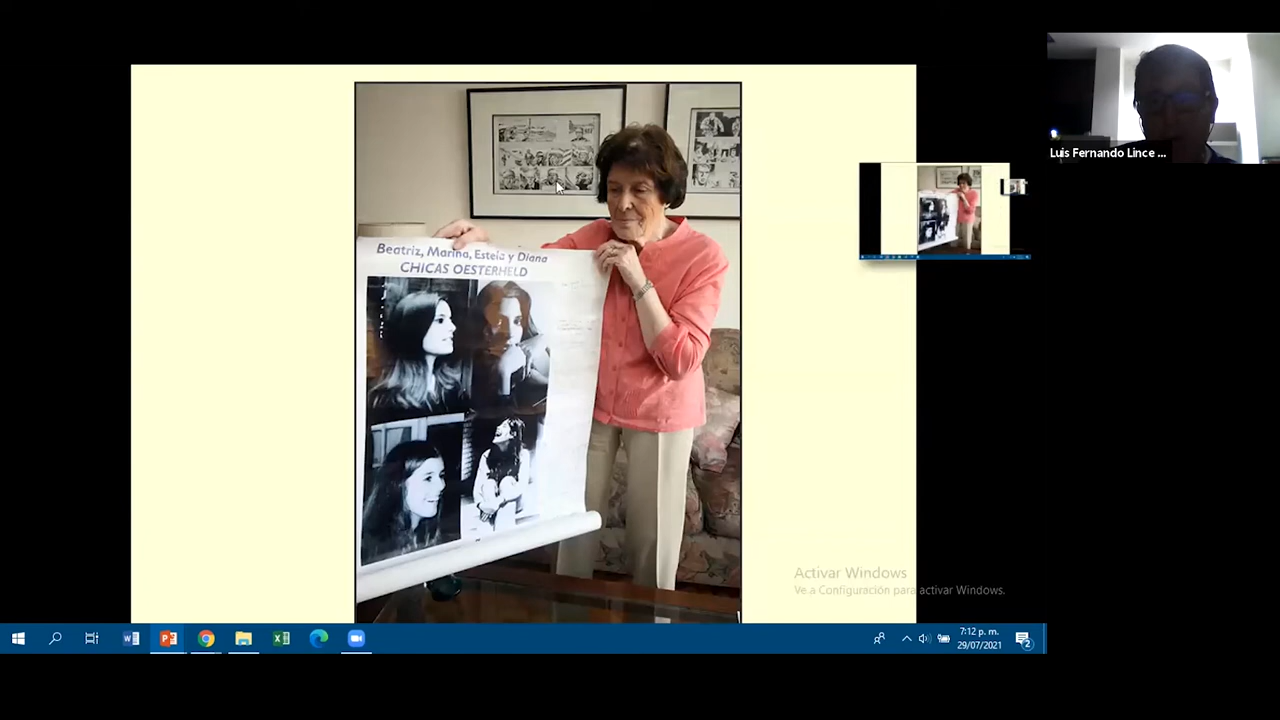 Beatriz, Marina, Estela y Diana
CHICAS OESTERHELD
Luis Fernando Lince ...
Activar Windows
Ve a Configuración para activar Windows.
7:12 p. m.
29/07/2021
2